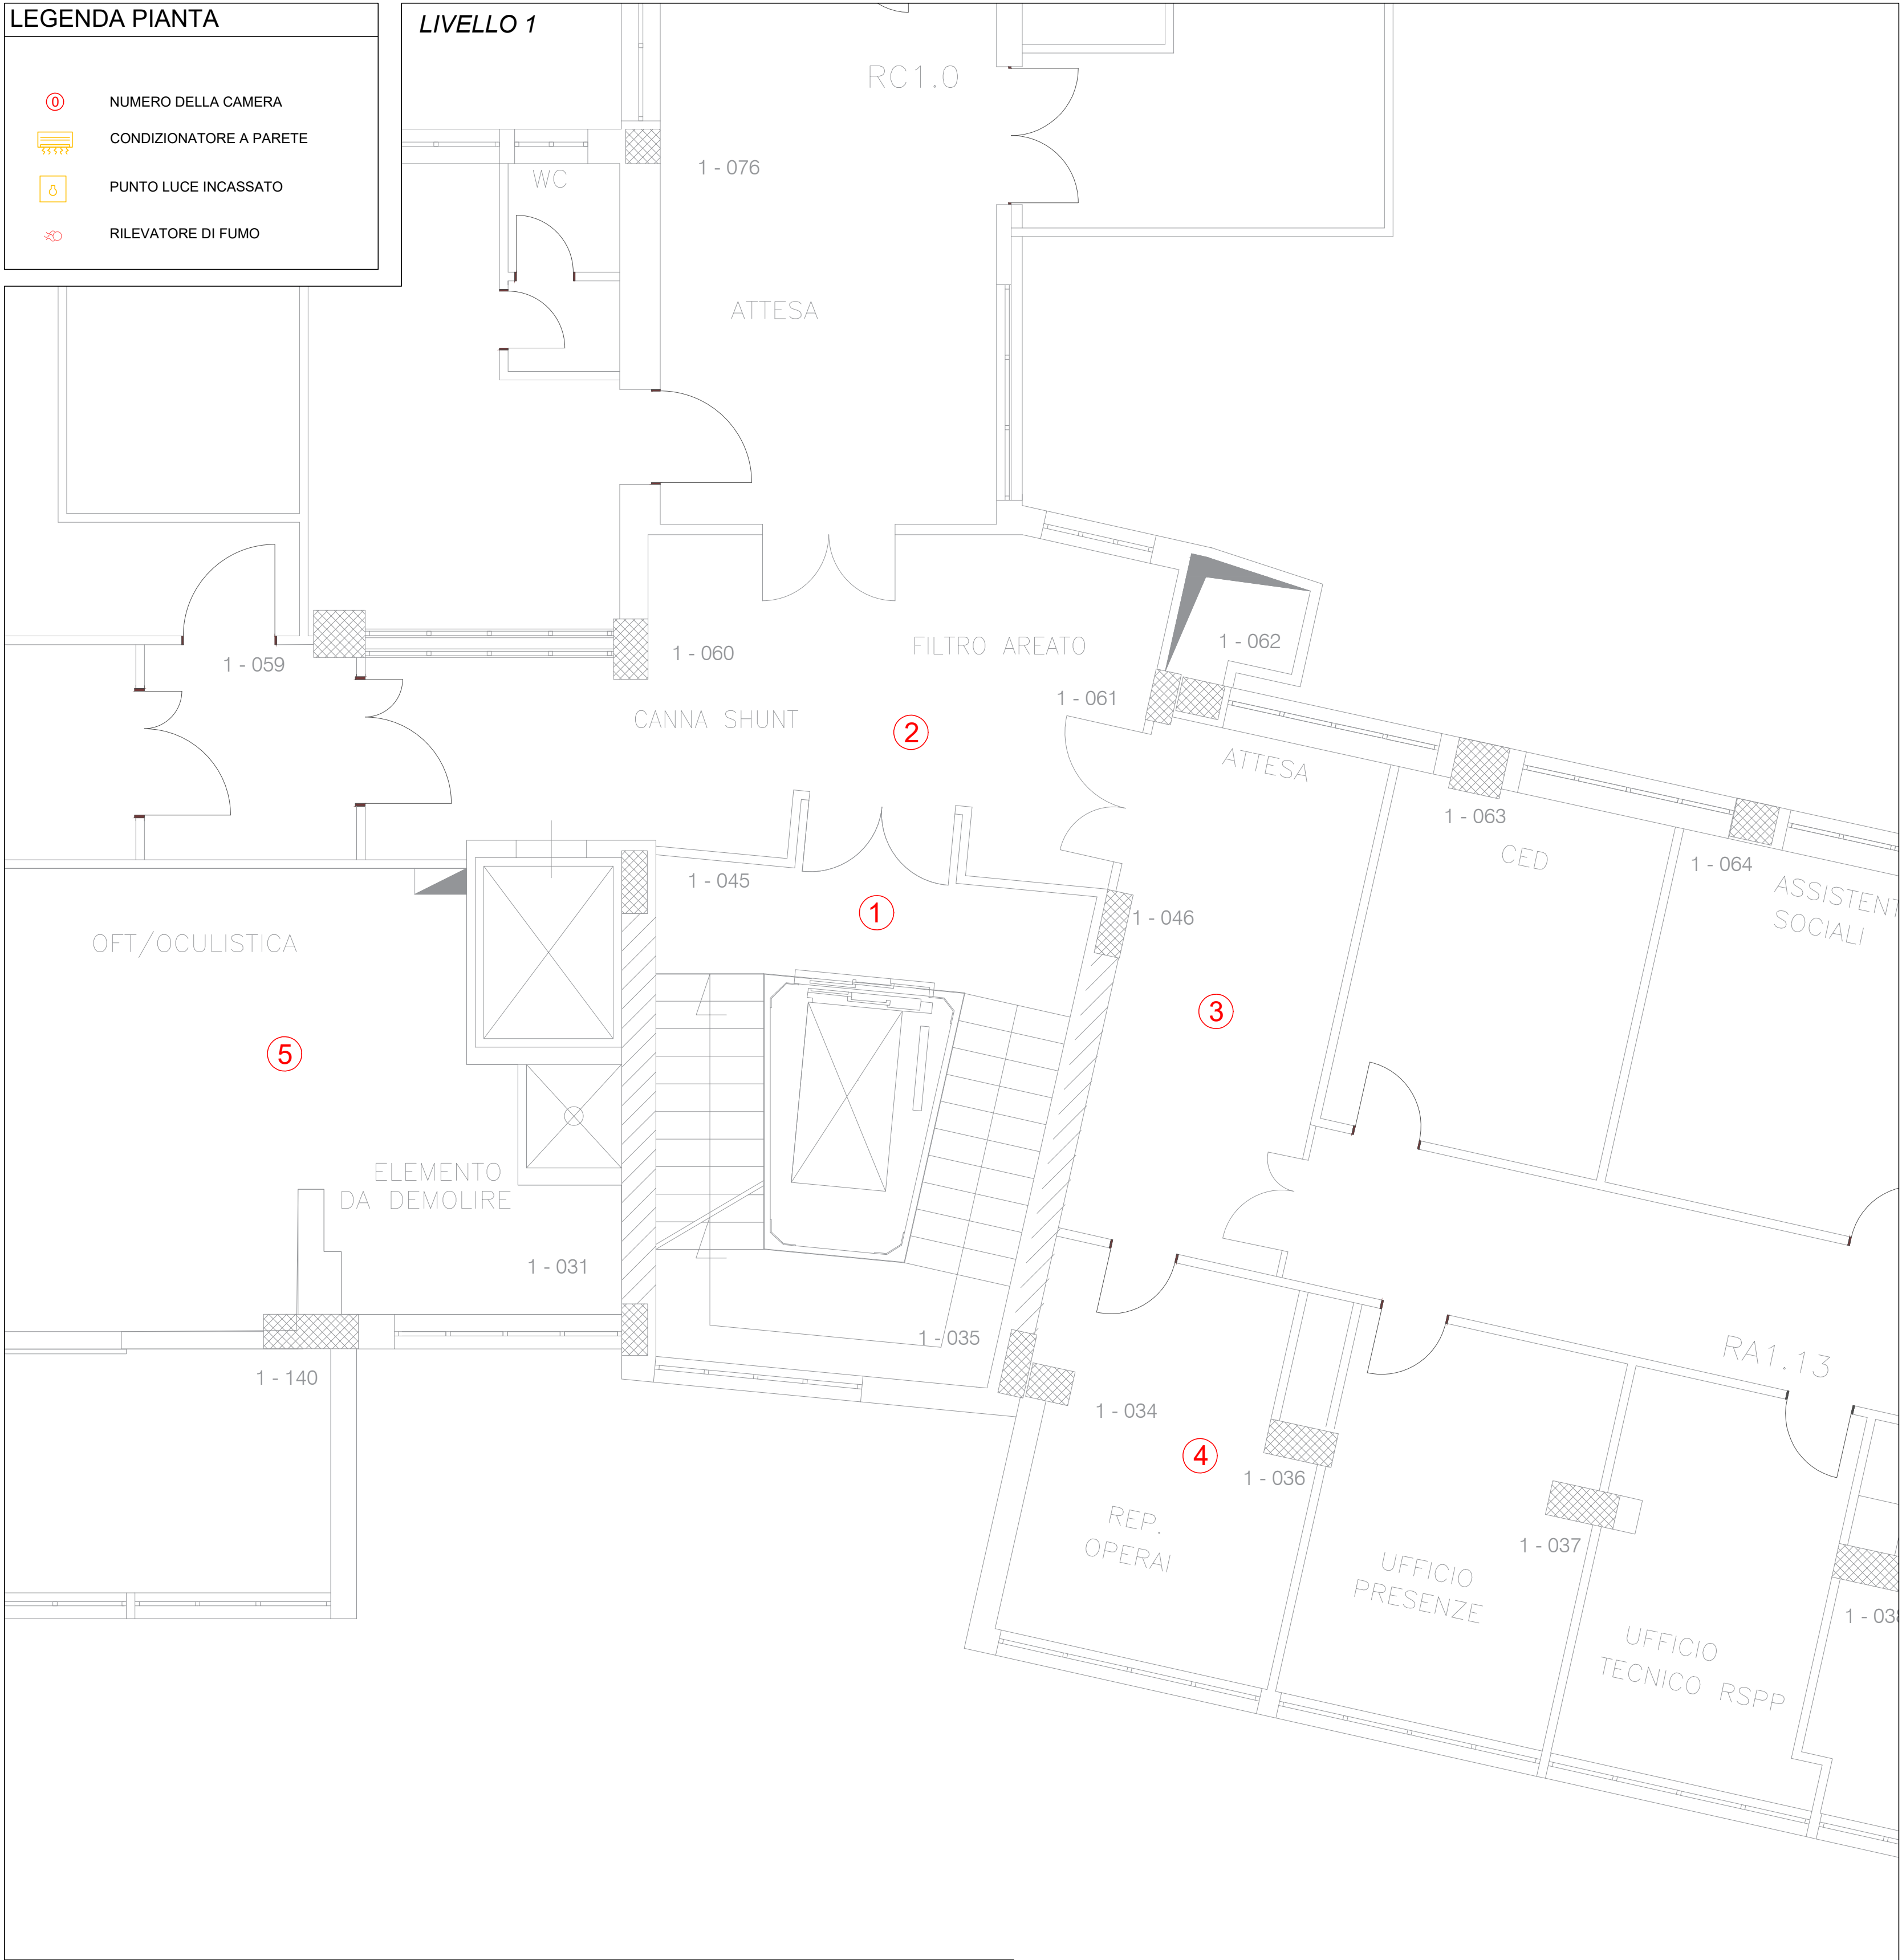 LEGENDA PIANTA
0 NUMERO DELLA CAMERA
CONDIZIONATORE A PARETE
PUNTO LUCE INCASSATO
RILEVATORE DI FUMO
LIVELLO 1
RC1.0
1 - 076
WC
ATTESA
1 - 059
1 - 060
FILTRO AREATO
1 - 062
1 - 061
CANNA SHUNT
2
ATTESA
1 - 063
CED
1 - 064
ASSISTENT
SOCIALI
1 - 045
1
1 - 046
OFT/OCULISTICA
3
5
ELEMENTO
DA DEMOLIRE
1 - 031
1 - 035
RA1.13
1 - 140
1 - 034
4
1 - 036
REP.
OPERAI
1 - 037
UFFICIO
PRESENZE
1 - 038
UFFICIO
TECNICO RSPP